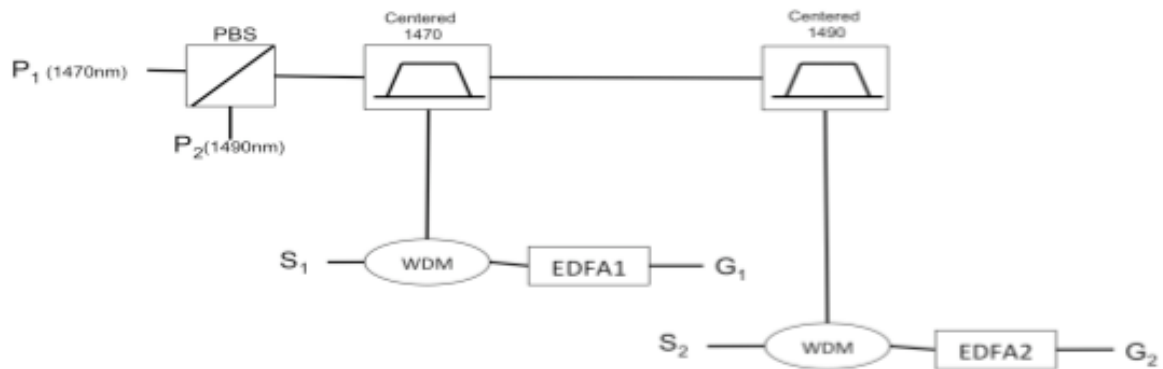 PBS
Centered
1470
Centered
1490
P1 (1470nm)
P2(1490nm)
S1
WDM
EDFA1
G1
S2
WDM
EDFA2
G2